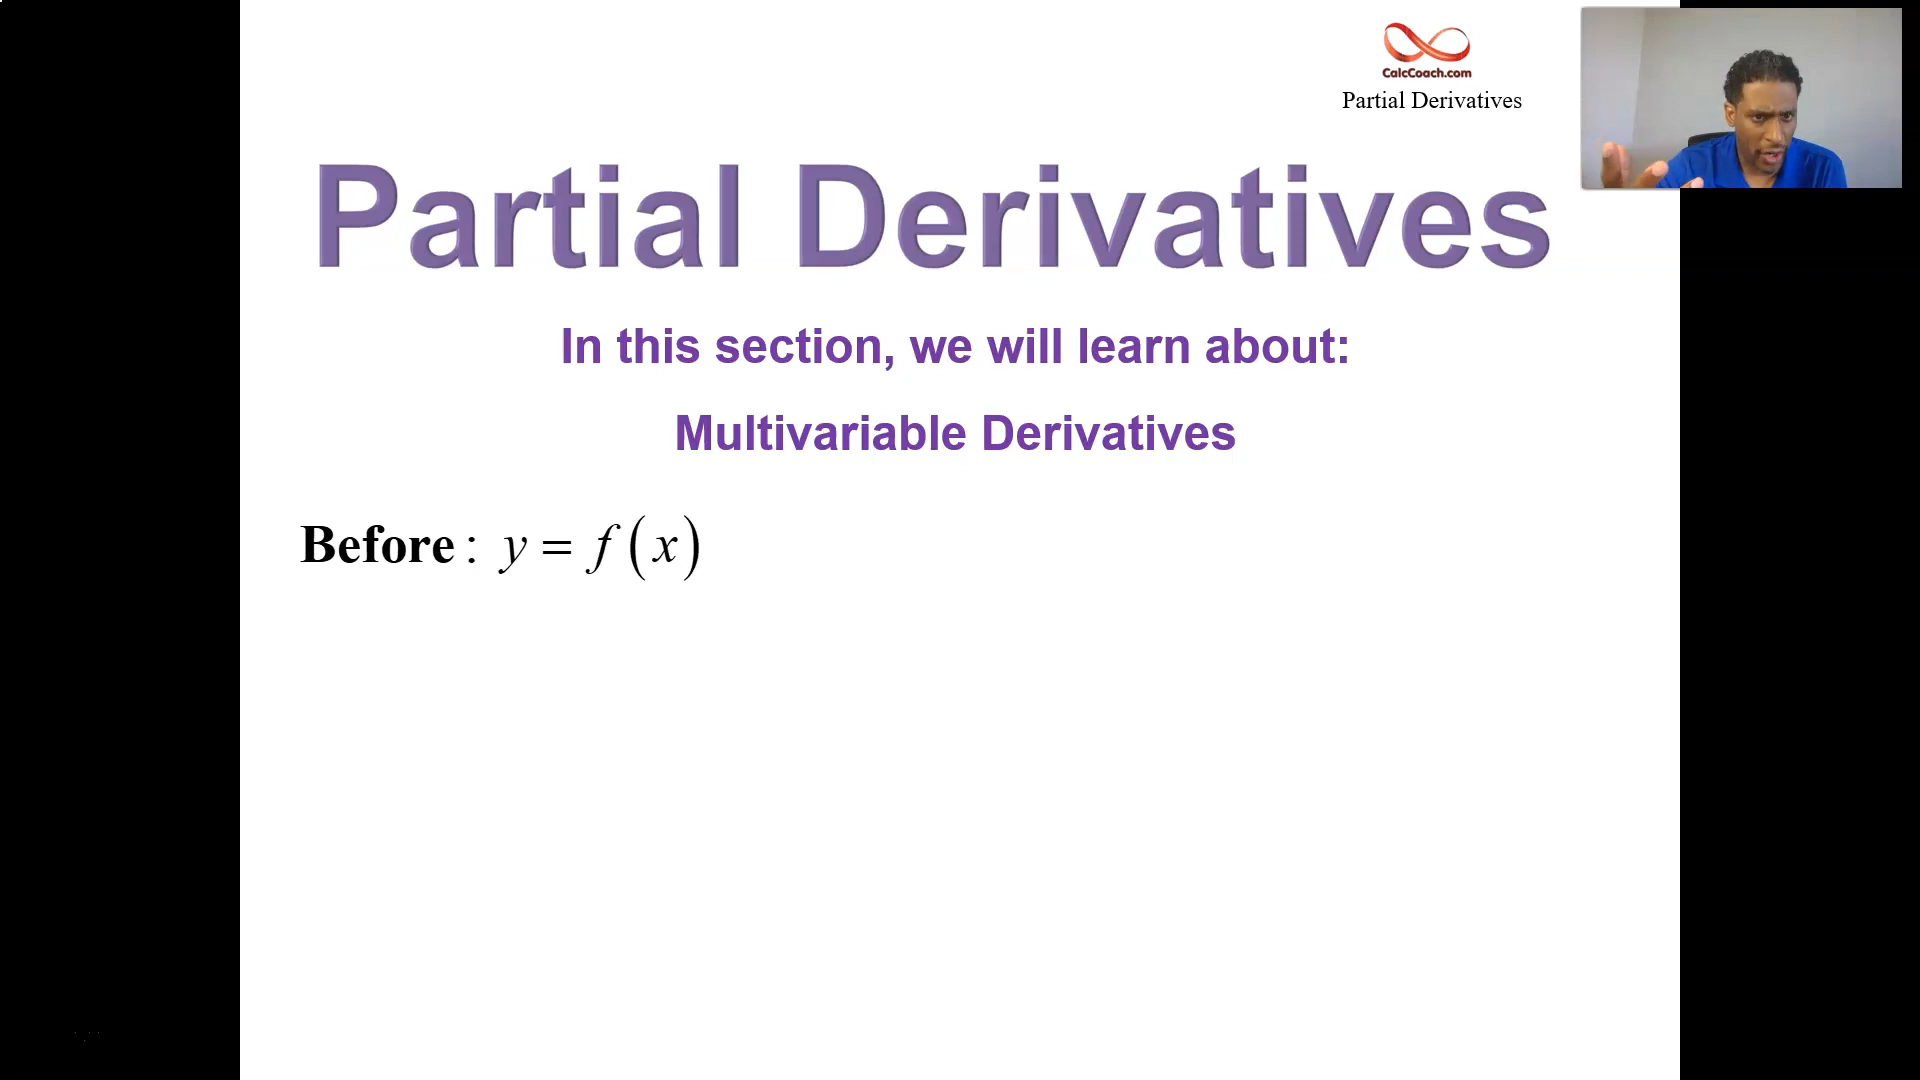 CalcCoach.com
Partial Derivatives
Partial Derivatives
In this section, we will learn about:
Multivariable Derivatives
Before: y = f(x)